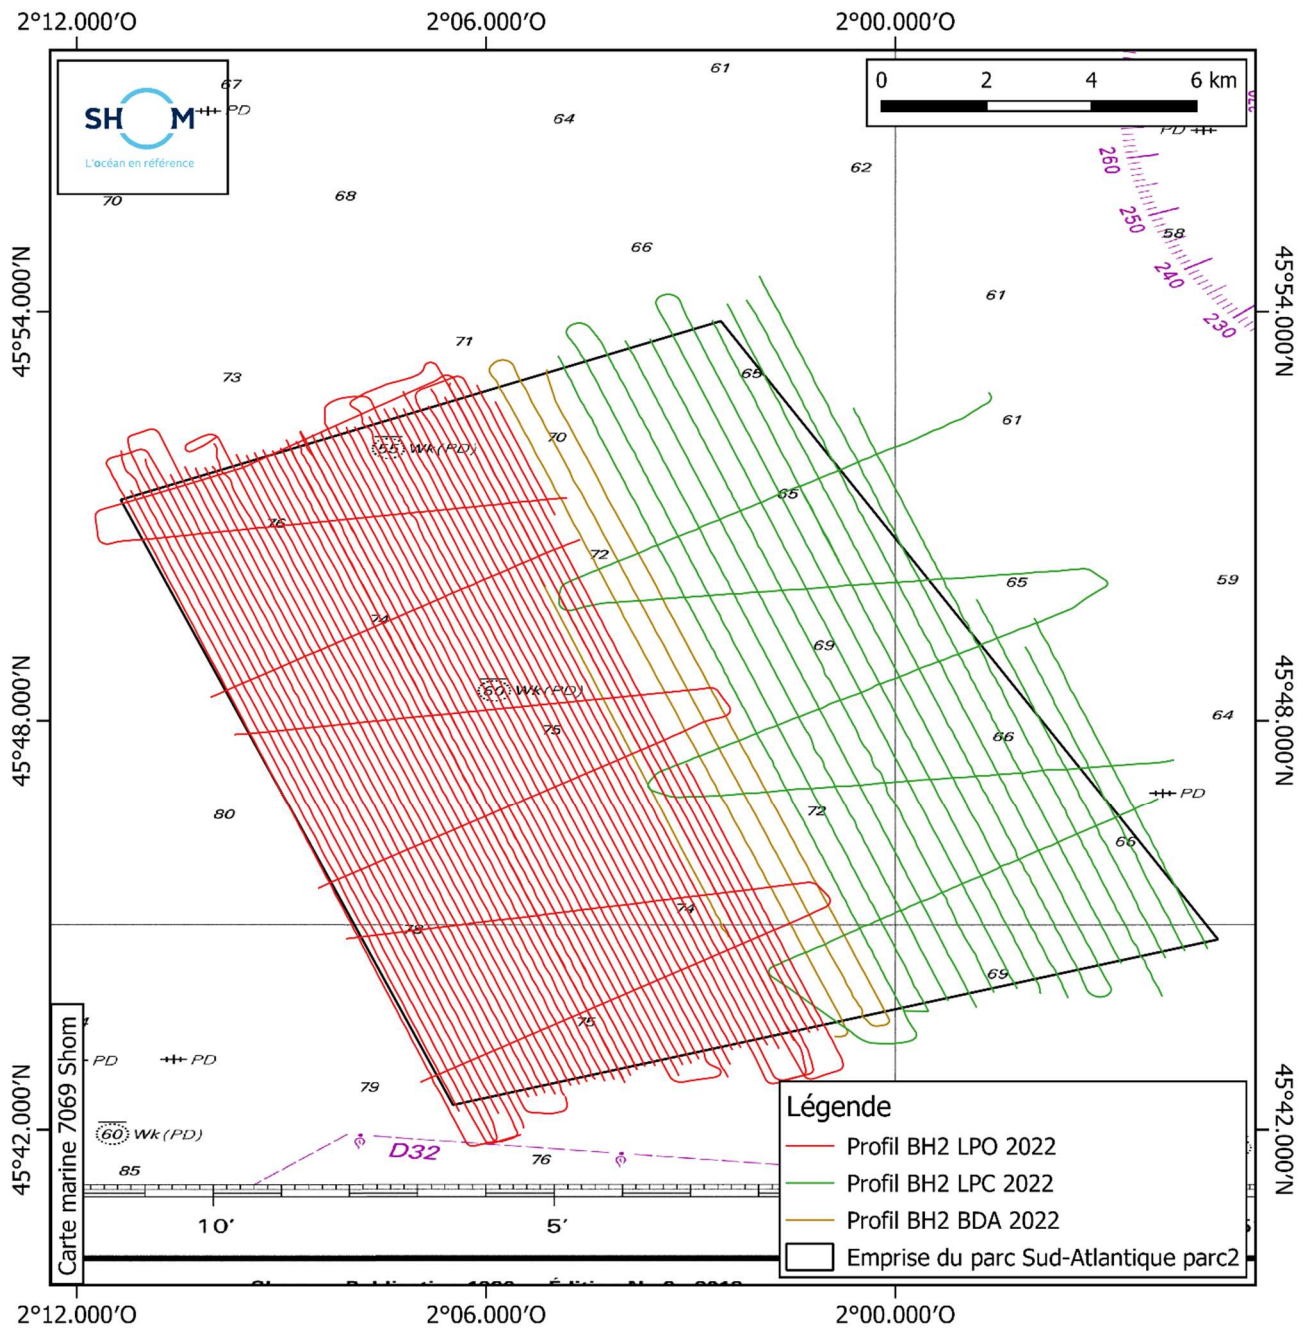 2°12.000'O 2°06.000'O 2°00.000'O
SHOM
L'océan en référence
0 2 4 6 km
67
PD
61
64
PD
260
62
70
68
250
58
66
240
45°54.000'N
61
230
45°54.000'N
71
73
65
61
70
55 Wk(PD)
65
76
72
65
59
74
69
60 Wk(PD)
75
64
45°48.000'N
66
45°48.000'N
PD
80
72
66
74
78
69
75
PD
PD
79
45°42.000'N
60 Wk(PD)
D32
76
85
45°42.000'N
10' 5'
Carte marine 7069 Shom
Légende
Profil BH2 LPO 2022
Profil BH2 LPC 2022
Profil BH2 BDA 2022
Emprise du parc Sud-Atlantique parc2
2°12.000'O 2°06.000'O 2°00.000'O